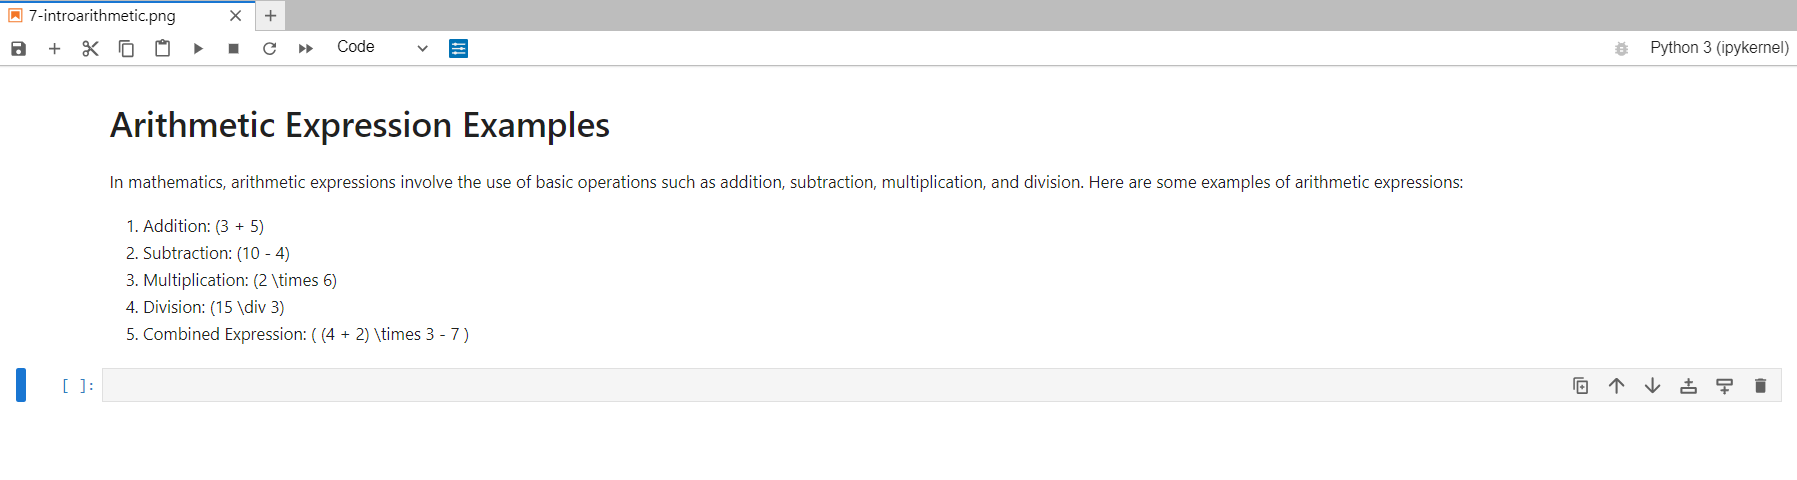 7-introarithmetic.png
Code
Python 3 (ipykernel)
Arithmetic Expression Examples
In mathematics, arithmetic expressions involve the use of basic operations such as addition, subtraction, multiplication, and division. Here are some examples of arithmetic expressions:
1. Addition: (3 + 5)
2. Subtraction: (10 - 4)
3. Multiplication: (2 \times 6)
4. Division: (15 \div 3)
5. Combined Expression: ( (4 + 2) \times 3 - 7 )
[ ]: